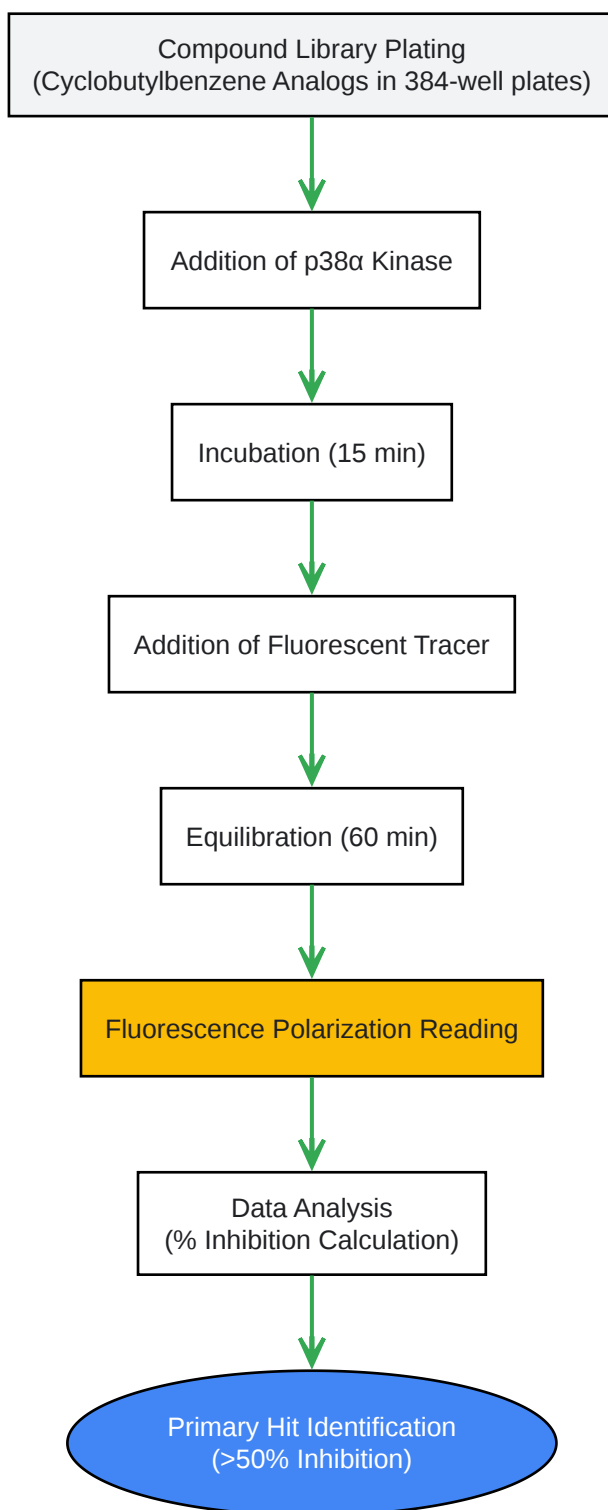 Compound Library Plating
(Cyclobutylbenzene Analogs in 384-well plates)
Addition of p38α Kinase
Incubation (15 min)
Addition of Fluorescent Tracer
Equilibration (60 min)
Fluorescence Polarization Reading
Data Analysis
(% Inhibition Calculation)
Primary Hit Identification
(>50% Inhibition)